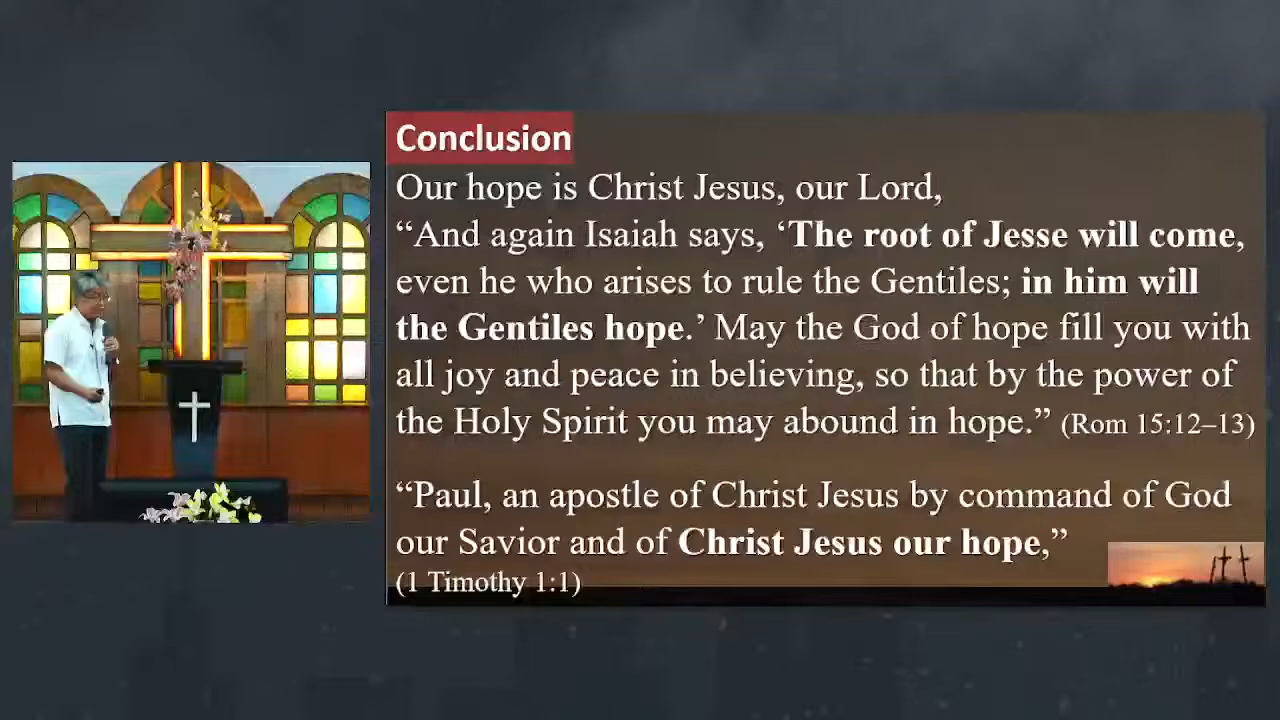 Conclusion
Our hope is Christ Jesus, our Lord,
“And again Isaiah says, ‘The root of Jesse will come,
even he who arises to rule the Gentiles; in him will
the Gentiles hope.’ May the God of hope fill you with
all joy and peace in believing, so that by the power of
the Holy Spirit you may abound in hope.” (Rom 15:12–13)
“Paul, an apostle of Christ Jesus by command of God
our Savior and of Christ Jesus our hope,”
(1 Timothy 1:1)